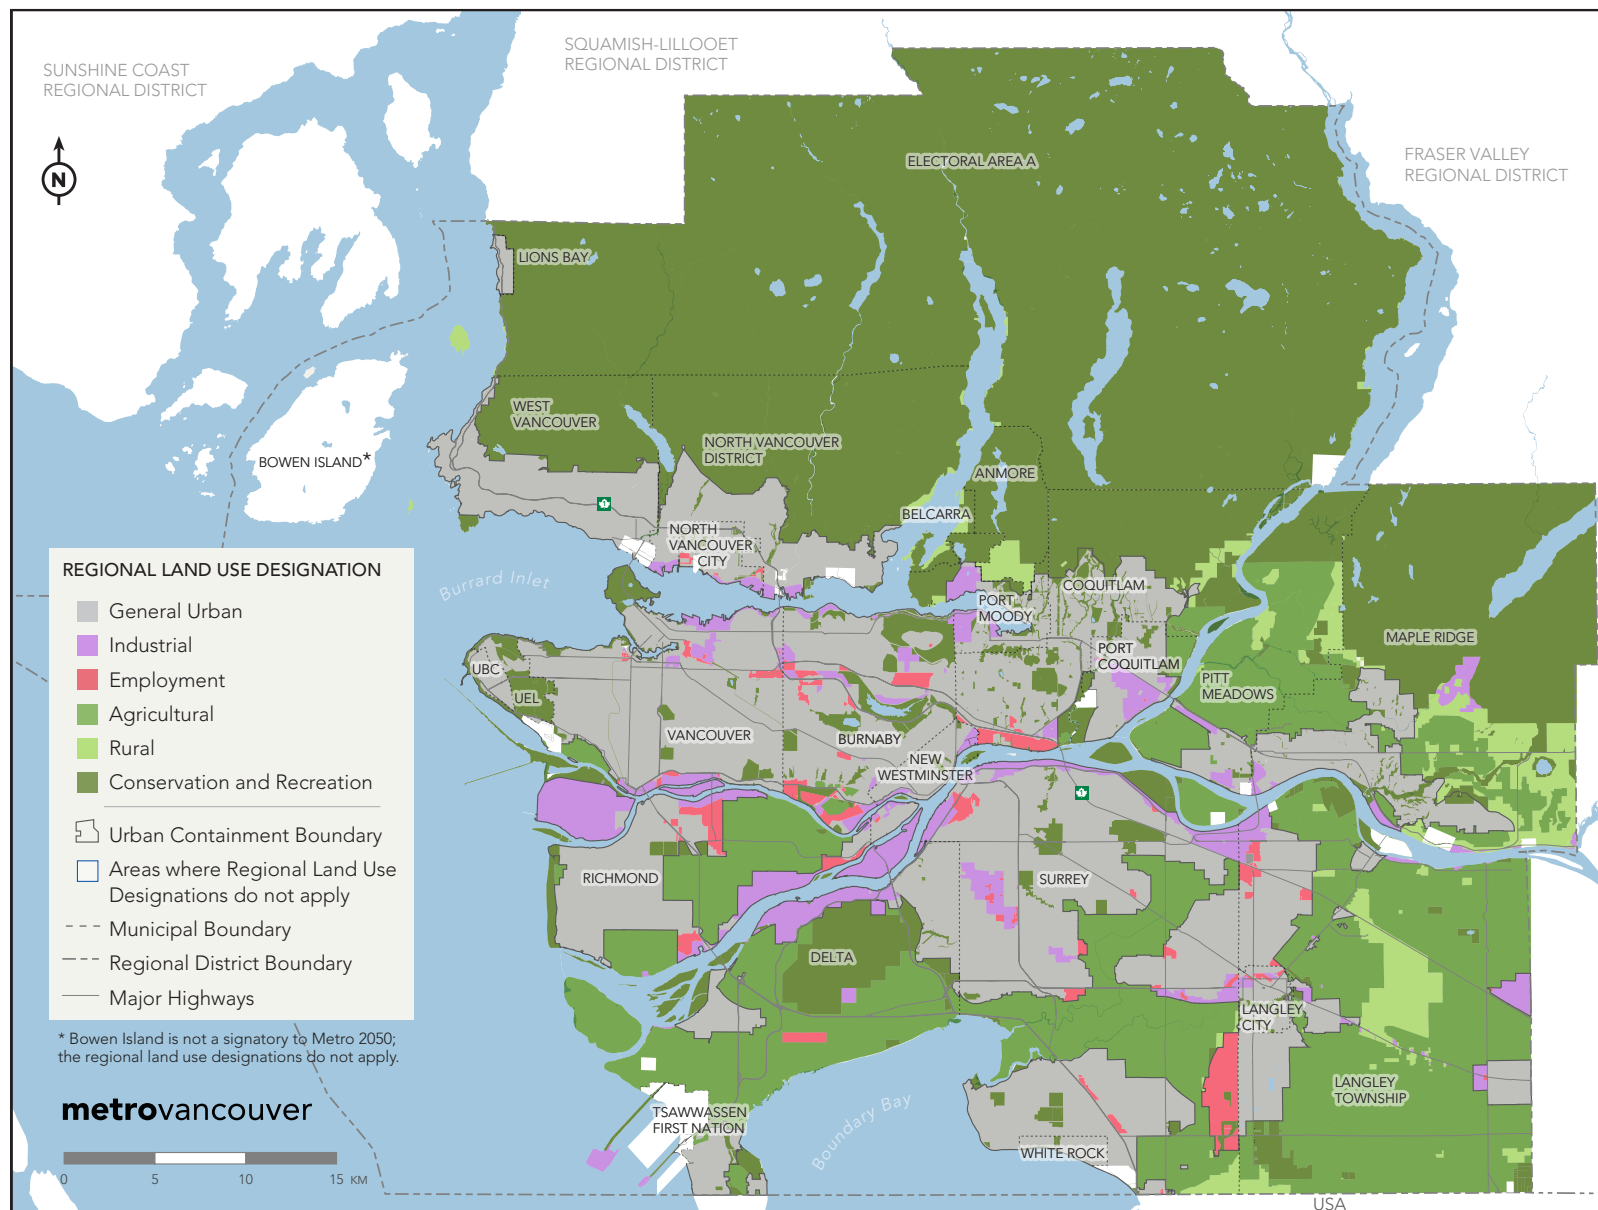 SUNSHINE COAST
REGIONAL DISTRICT
SQUAMISH-LILLOOET
REGIONAL DISTRICT
FRASER VALLEY
REGIONAL DISTRICT
N
ELECTORAL AREA A
LIONS BAY
WEST
VANCOUVER
NORTH VANCOUVER
DISTRICT
BOWEN ISLAND*
ANMORE
BELCARRA
1
NORTH
VANCOUVER
CITY
Burrard Inlet
COQUITLAM
PORT
MOODY
PORT
COQUITLAM
MAPLE RIDGE
PITT
MEADOWS
UBC
UEL
VANCOUVER
BURNABY
NEW
WESTMINSTER
1
1
RICHMOND
SURREY
DELTA
LANGLEY
CITY
LANGLEY
TOWNSHIP
TSAWWASSEN
FIRST NATION
Boundary Bay
WHITE ROCK
USA
REGIONAL LAND USE DESIGNATION
General Urban
Industrial
Employment
Agricultural
Rural
Conservation and Recreation
Urban Containment Boundary
Areas where Regional Land Use
Designations do not apply
Municipal Boundary
Regional District Boundary
Major Highways
* Bowen Island is not a signatory to Metro 2050;
the regional land use designations do not apply.
metrovancouver
0 5 10 15 KM